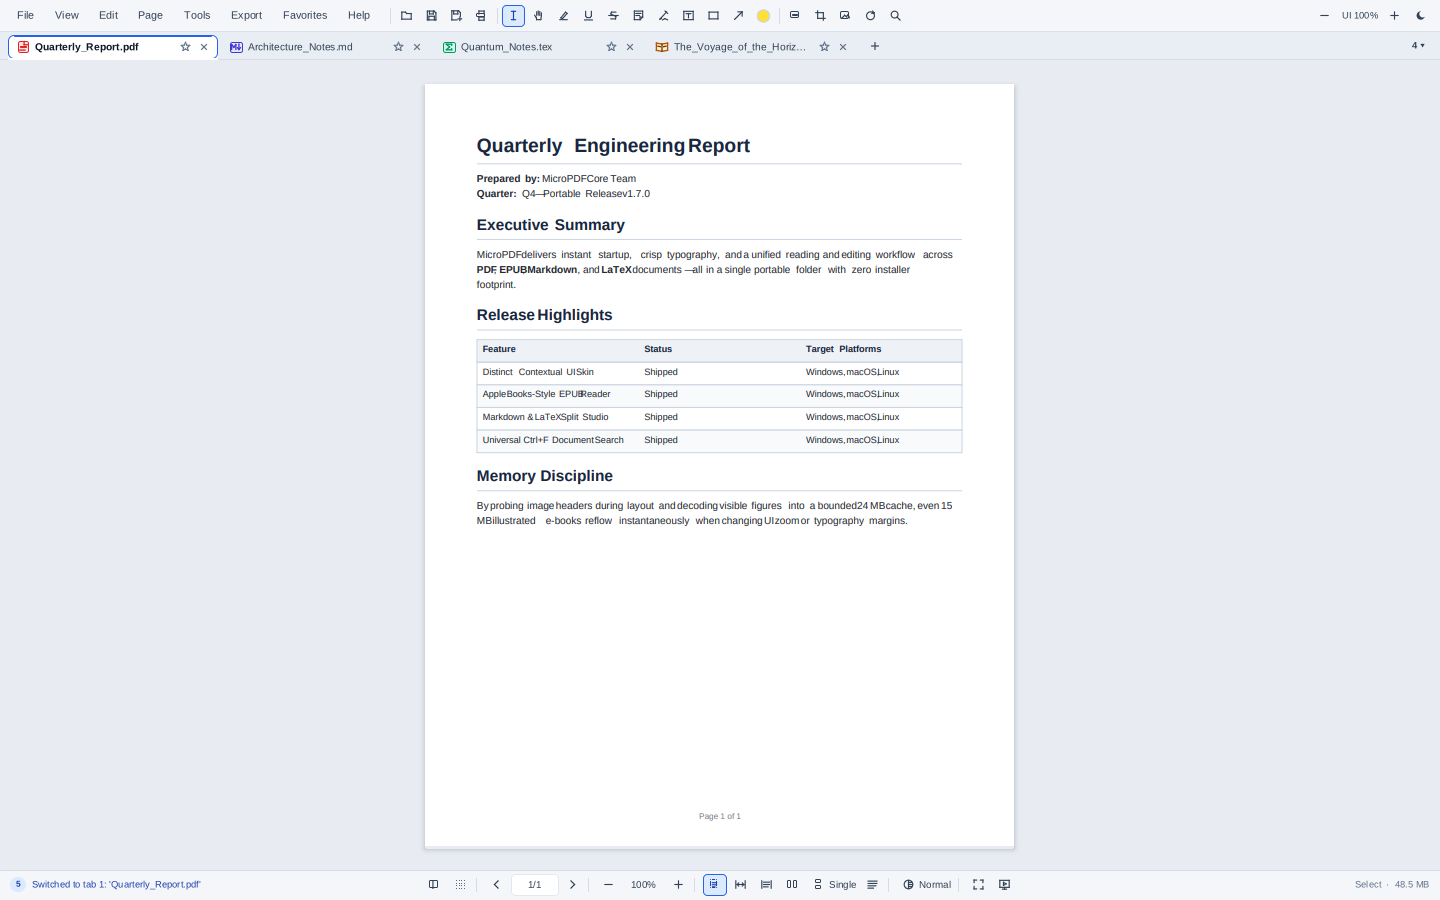 File View Edit Page Tools Export Favorites Help UI 100%
Quarterly_Report.pdf Architecture_Notes.md Quantum_Notes.tex The_Voyage_of_the_Horiz... 4
Quarterly Engineering Report
Prepared by: MicroPDF Core Team
Quarter: Q4 — Portable Release v1.7.0
Executive Summary
MicroPDF delivers instant startup, crisp typography, and a unified reading and editing workflow across
PDF, EPUB, Markdown, and LaTeX documents — all in a single portable folder with zero installer
footprint.
Release Highlights
Feature Status Target Platforms
Distinct Contextual UI Skin Shipped Windows, macOS, Linux
Apple Books-Style EPUB Reader Shipped Windows, macOS, Linux
Markdown & LaTeX Split Studio Shipped Windows, macOS, Linux
Universal Ctrl+F Document Search Shipped Windows, macOS, Linux
Memory Discipline
By probing image headers during layout and decoding visible figures into a bounded 24 MB cache, even 15
MB illustrated e-books reflow instantaneously when changing UI zoom or typography margins.
Page 1 of 1
5 Switched to tab 1: 'Quarterly_Report.pdf' 1/1 100% Single Normal Select · 48.5 MB